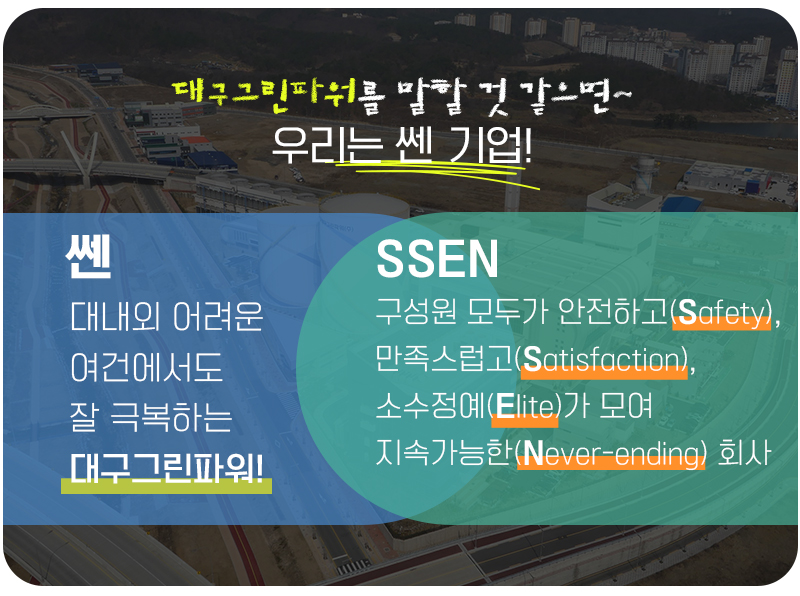 대구그린파워를 말할 것 같으면~
우리는 쎈 기업!
쎈
대내외 어려운
여건에서도
잘 극복하는
대구그린파워!
SSEN
구성원 모두가 안전하고(Safety),
만족스럽고(Satisfaction),
소수정예(Elite)가 모여
지속가능한(Never-ending) 회사